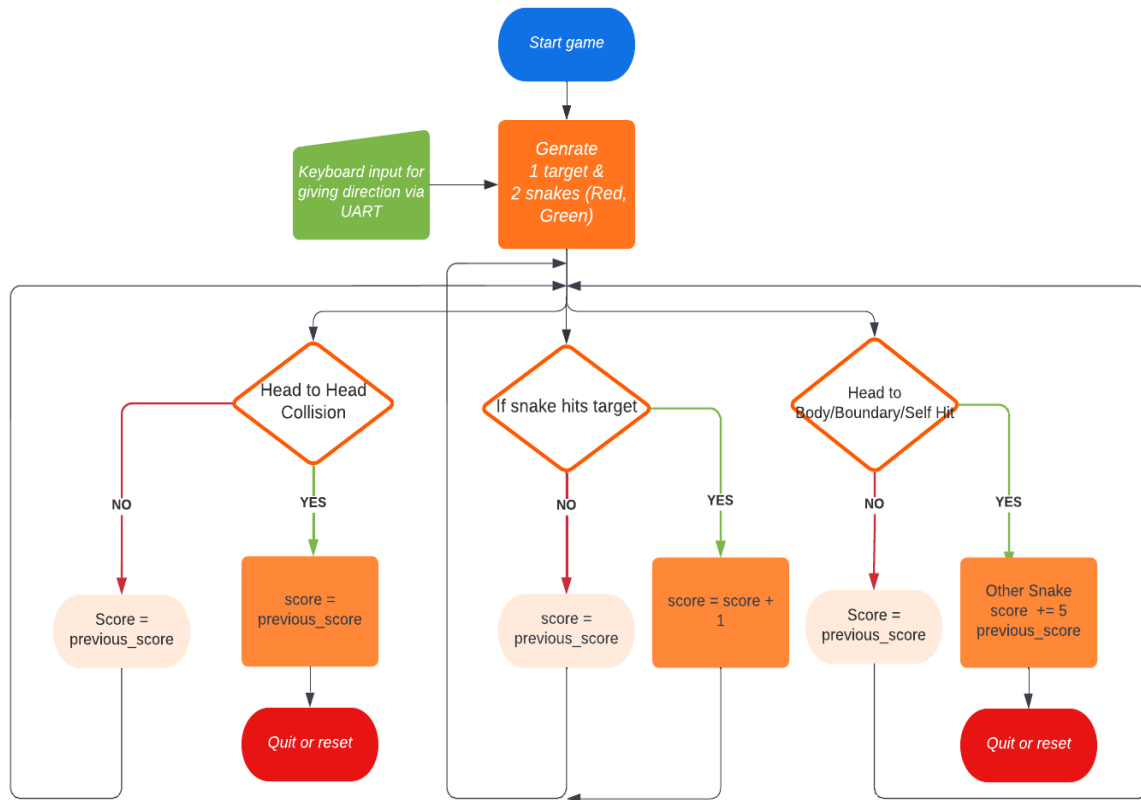 Start game
Genrate
1 target &
2 snakes (Red,
Green)
Keyboard input for
giving direction via
UART
Head to Head
Collision
If snake hits target
Head to
Body/Boundary/Self Hit
NO
YES
NO
YES
NO
YES
Score =
previous_score
score =
previous_score
score =
previous_score
score = score +
1
Score =
previous_score
Other Snake
score += 5
previous_score
Quit or reset
Quit or reset